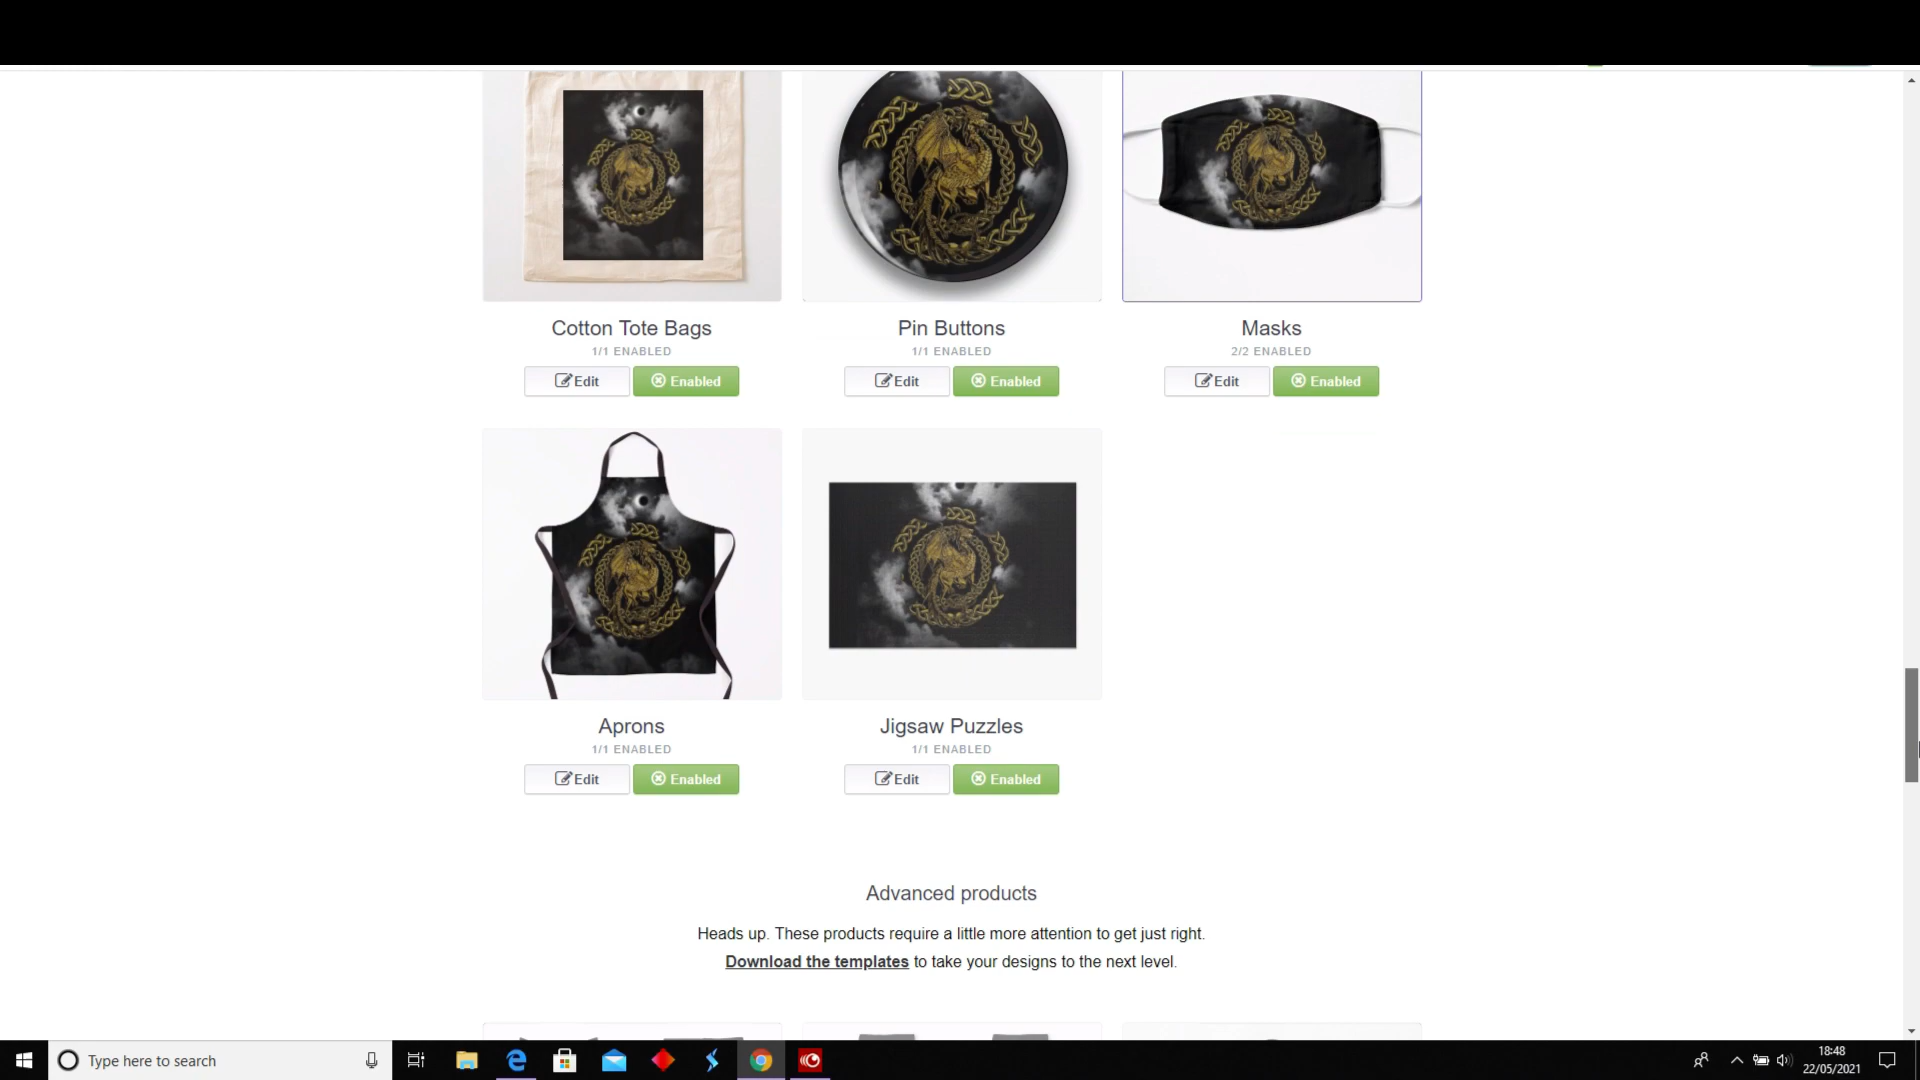 Cotton Tote Bags
1/1 ENABLED
Edit
Enabled
Pin Buttons
1/1 ENABLED
Edit
Enabled
Masks
2/2 ENABLED
Edit
Enabled
Aprons
1/1 ENABLED
Edit
Enabled
Jigsaw Puzzles
1/1 ENABLED
Edit
Enabled
Advanced products
Heads up. These products require a little more attention to get just right.
Download the templates to take your designs to the next level.
Type here to search
18:48
22/05/2021